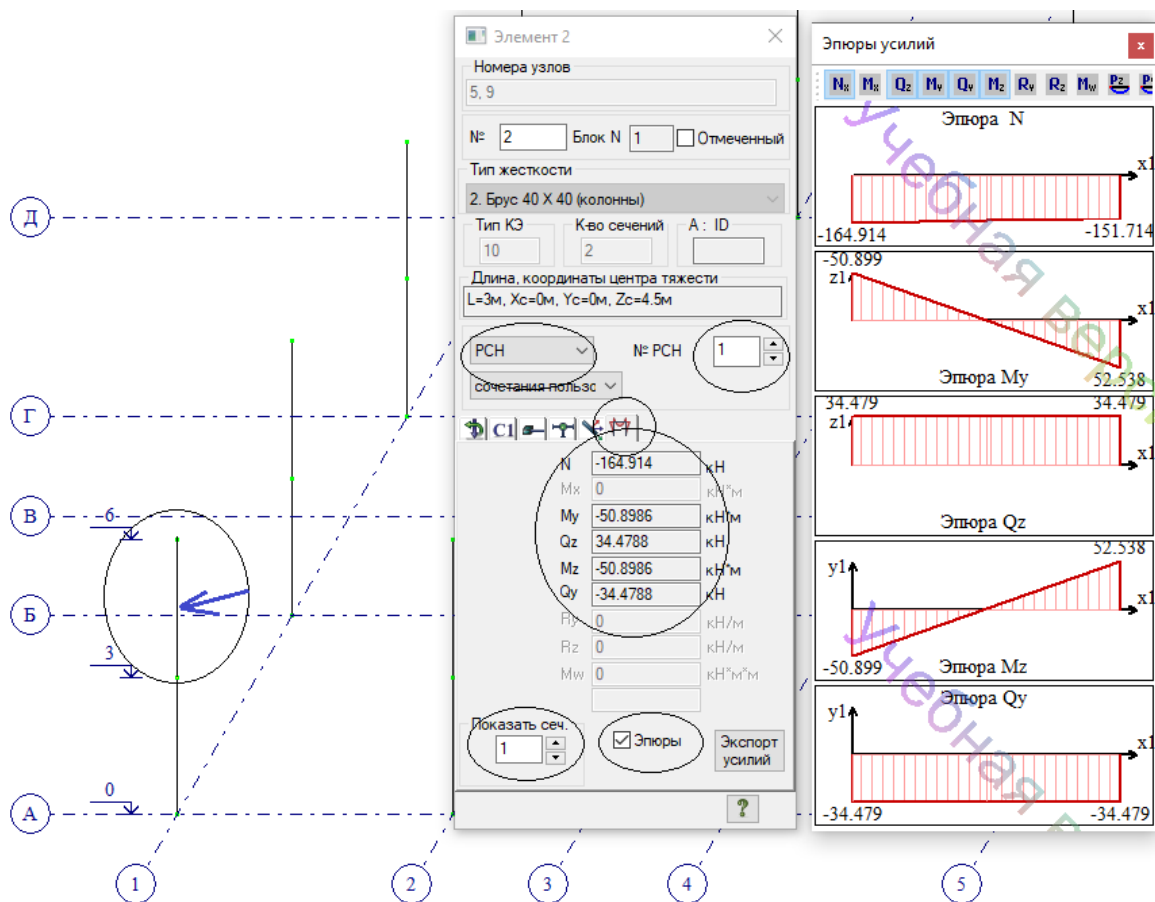 Д
Г
В
Б
А
6
3
0
1
2
3
4
5
Элемент 2
Номера узлов
5, 9
№ 2 Блок N 1 Отмеченный
Тип жесткости
2. Брус 40 X 40 (колонны)
Тип КЭ К-во сечений А : ID
10 2
Длина, координаты центра тяжести
L=3м, Xc=0м, Yc=0м, Zc=4.5м
РСН № РСН 1
сочетания пользо
C1
N -164.914 кН
Mx 0 кН*м
My -50.8986 кН*м
Qz 34.4788 кН
Mz -50.8986 кН*м
Qy -34.4788 кН
Ry 0 кН/м
Rz 0 кН/м
Mw 0 кН*м*м
Показать сеч.
1
Эпюры
Экспорт
усилий
?
Эпюры усилий x
Nx Mx Qz My Qy Mz Ry Rz Mw Pz
Эпюра N
x1
-164.914 -151.714
-50.899
z1
x1
Эпюра My 52.538
34.479 34.479
z1
x1
Эпюра Qz
52.538
y1
x1
-50.899 Эпюра Mz
Эпюра Qy
y1
x1
-34.479 -34.479
Учебная верси
Учебная вер